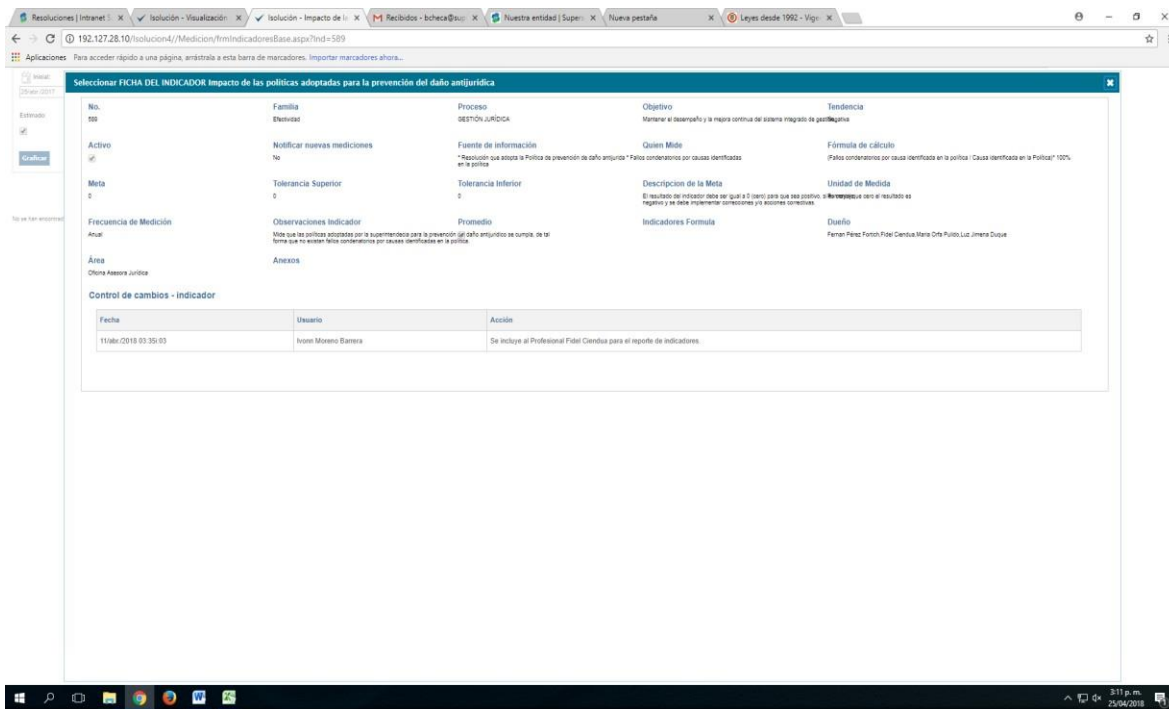 Resoluciones | Intranet S
Isolución - Visualización
Isolución - Impacto de la
Recibidos - bcheca@sup
Nuestra entidad | Super
Nueva pestaña
Leyes desde 1992 - Vige
192.127.28.10/Isolucion4//Medicion/frmIndicadoresBase.aspx?Ind=589
Aplicaciones Para acceder rápido a una página, arrástrala a esta barra de marcadores. Importar marcadores ahora...
Inicial:
Estimado
Graficar
Seleccionar FICHA DEL INDICADOR Impacto de las políticas adoptadas para la prevención del daño antijurídica
No. Familia Proceso Objetivo Tendencia
589 Efectividad GESTIÓN JURÍDICA Mantener el desempeño y la mejora continua del sistema integrado de gestión
Activo Notificar nuevas mediciones Fuente de información Quien Mide Fórmula de cálculo
No * Resolución que adopta la Política de prevención de daño antijurida * Fallos condenatorios por causas identificadas (Fallos condenatorios por causa identificada en la política / Causa identificada en la Política)* 100%
en la política
Meta Tolerancia Superior Tolerancia Inferior Descripcion de la Meta Unidad de Medida
0 0 0 El resultado del indicador debe ser igual a 0 (cero) para que sea positivo, si
negativo y se debe implementar correcciones y/o acciones correctivas.
Frecuencia de Medición Observaciones Indicador Promedio Indicadores Formula Dueño
Anual Mide que las políticas adoptadas por la superintendecia para la prevención del daño antijurídico se cumpla, de tal Fernan Pérez Forich,Fidel Ciendua,Maria Orfa Pulido,Luz Jimena Duque
forma que no existan fallos condenatorios por causas identificadas en la política.
Área Anexos
Oficina Asesora Jurídica
Control de cambios - indicador
Fecha Usuario Acción
11/abr./2018 03:35:03 Ivonn Moreno Barrera Se incluye al Profesional Fidel Ciendua para el reporte de indicadores
3:11 p. m.
25/04/2018